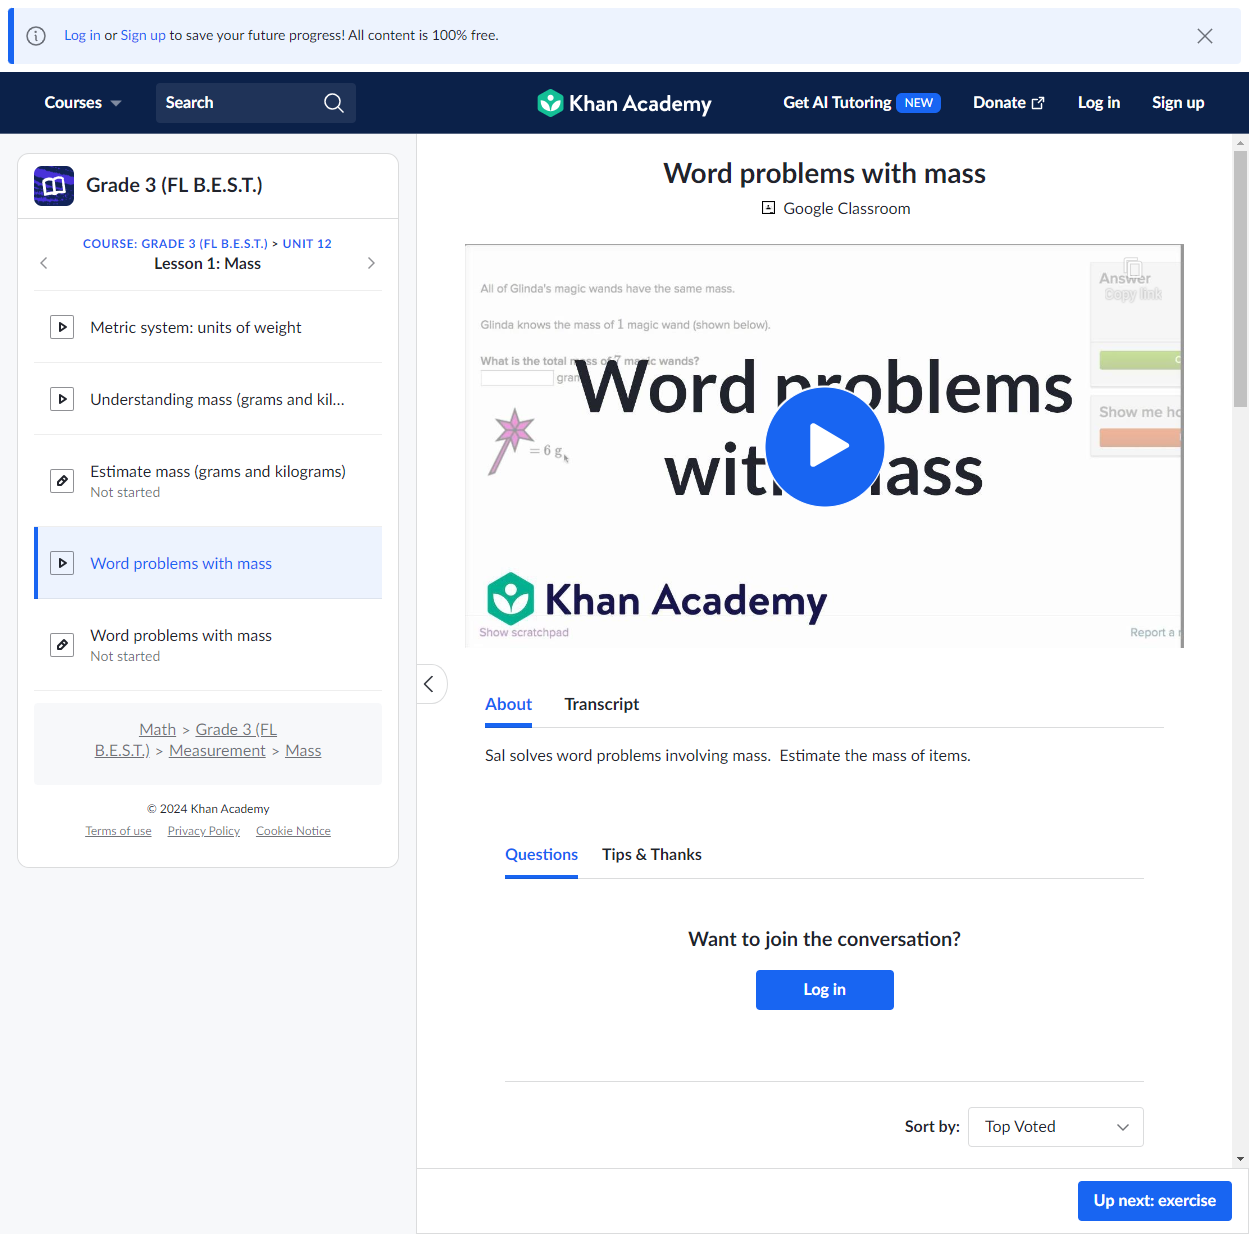 Log in or Sign up to save your future progress! All content is 100% free.
Courses
Search
Khan Academy
Get AI Tutoring NEW
Donate
Log in
Sign up
Grade 3 (FL B.E.S.T.)
COURSE: GRADE 3 (FL B.E.S.T.) > UNIT 12
Lesson 1: Mass
Metric system: units of weight
Understanding mass (grams and kil...
Estimate mass (grams and kilograms)
Not started
Word problems with mass
Word problems with mass
Not started
Math > Grade 3 (FL
B.E.S.T.) > Measurement > Mass
© 2024 Khan Academy
Terms of use Privacy Policy Cookie Notice
Word problems with mass
Google Classroom
All of Glinda's magic wands have the same mass.
Glinda knows the mass of 1 magic wand (shown below).
What is the total mass of 7 magic wands?
= 6 g
Answer
Copy link
Show me ho
Word problems
with mass
Khan Academy
Show scratchpad
Report a
About Transcript
Sal solves word problems involving mass. Estimate the mass of items.
Questions Tips & Thanks
Want to join the conversation?
Log in
Sort by: Top Voted
Up next: exercise